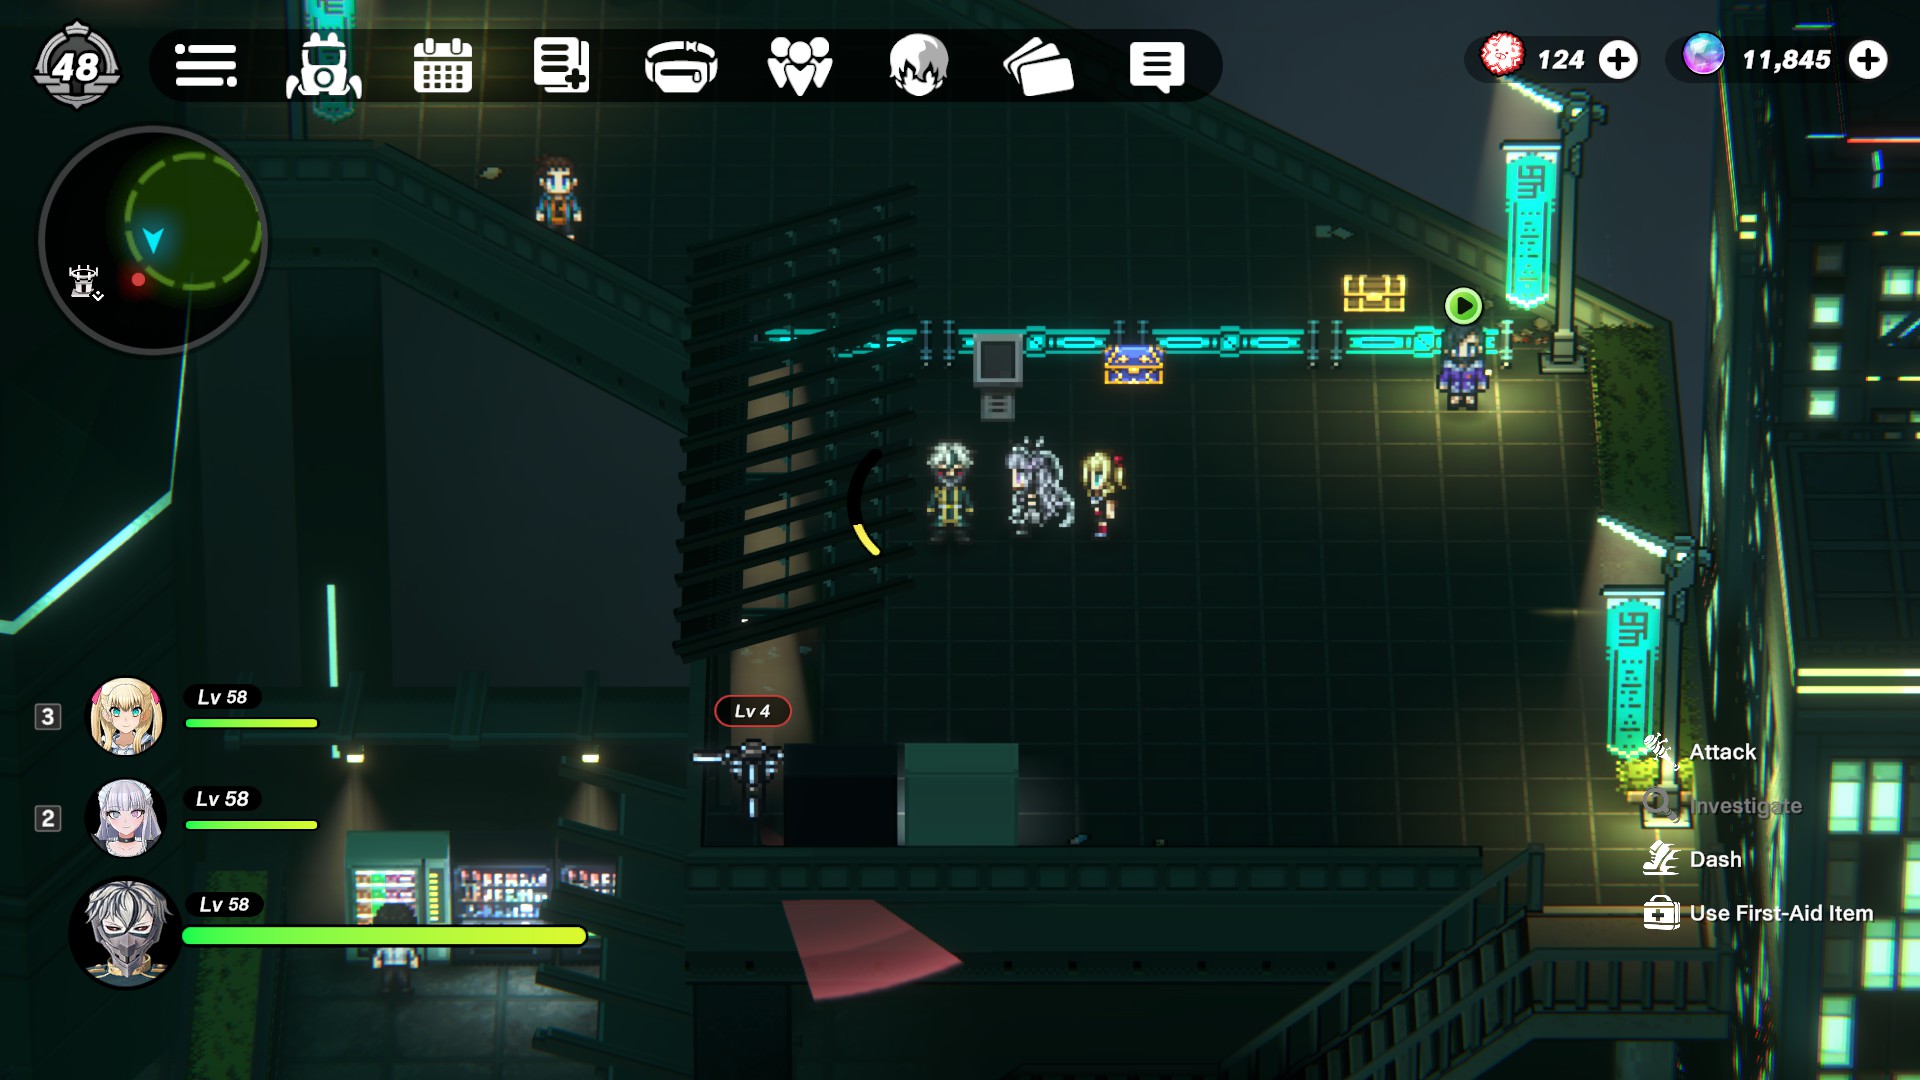 48
124
11,845
Lv 58
3
Lv 58
2
Lv 58
Lv 4
Attack
Investigate
Dash
Use First-Aid Item